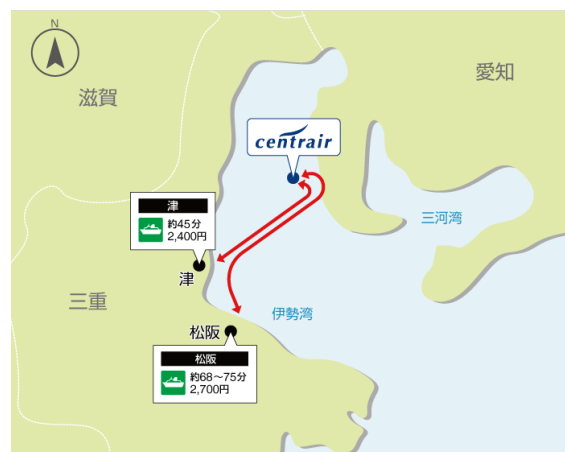 N
滋賀
愛知
centrair
津
約45分
2,400円
三河湾
津
三重
伊勢湾
松阪
松阪
約68～75分
2,700円